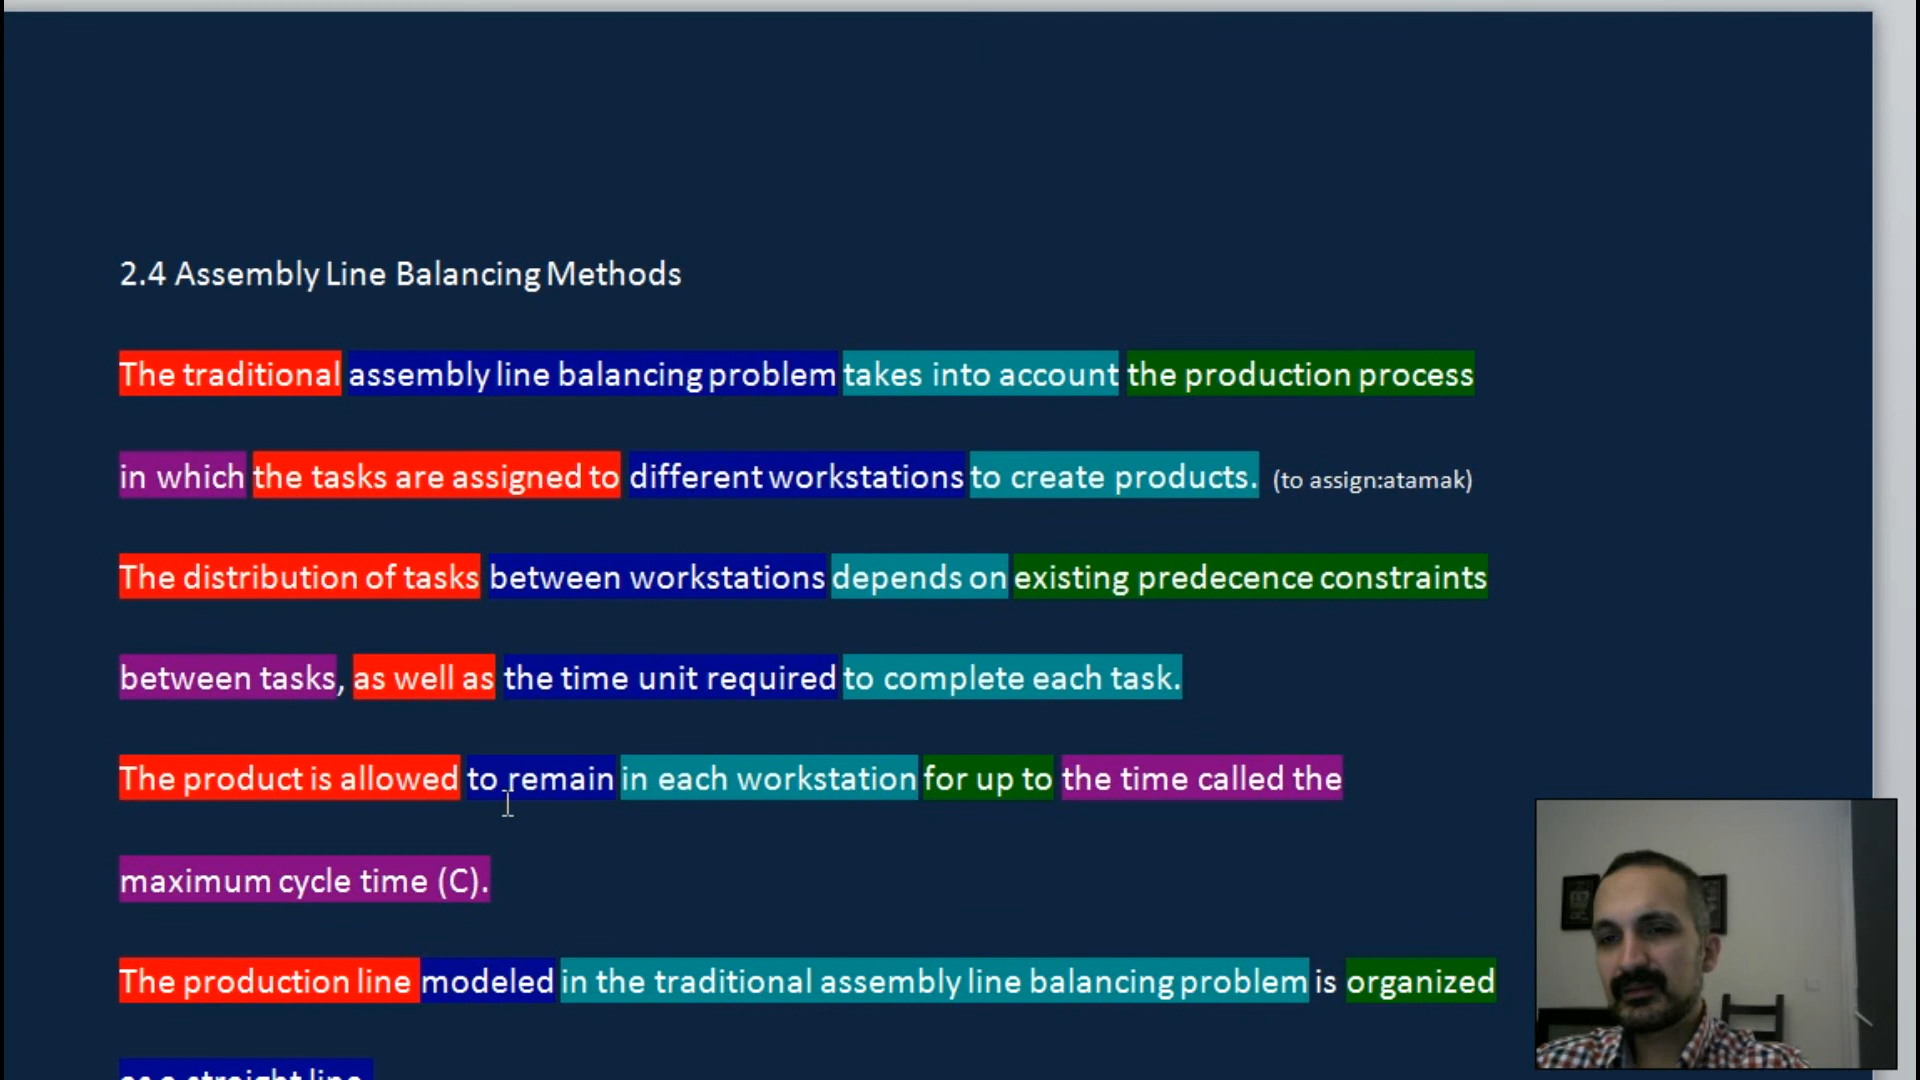 2.4 Assembly Line Balancing Methods
The traditional assembly line balancing problem takes into account the production process
in which the tasks are assigned to different workstations to create products. (to assign:atamak)
The distribution of tasks between workstations depends on existing predecence constraints
between tasks, as well as the time unit required to complete each task.
The product is allowed to remain in each workstation for up to the time called the
maximum cycle time (C).
The production line modeled in the traditional assembly line balancing problem is organized
as a straight line.